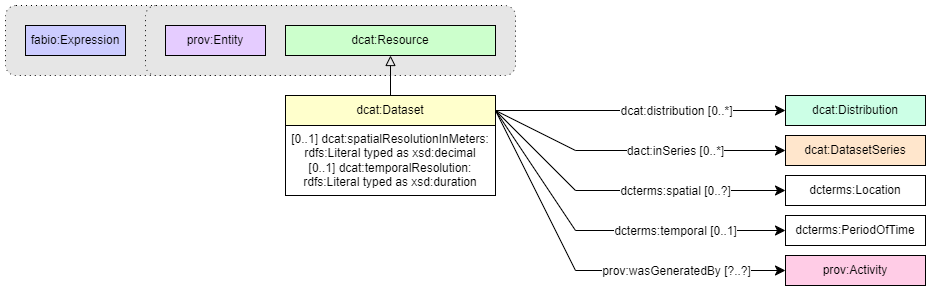 fabio:Expression
prov:Entity
dcat:Resource
dcat:Dataset
[0..1] dcat:spatialResolutionInMeters:
rdfs:Literal typed as xsd:decimal
[0..1] dcat:temporalResolution:
rdfs:Literal typed as xsd:duration
dcat:distribution [0..*]
dcat:Distribution
dact:inSeries [0..*]
dcat:DatasetSeries
dcterms:spatial [0..?]
dcterms:Location
dcterms:temporal [0..1]
dcterms:PeriodOfTime
prov:wasGeneratedBy [?..?]
prov:Activity